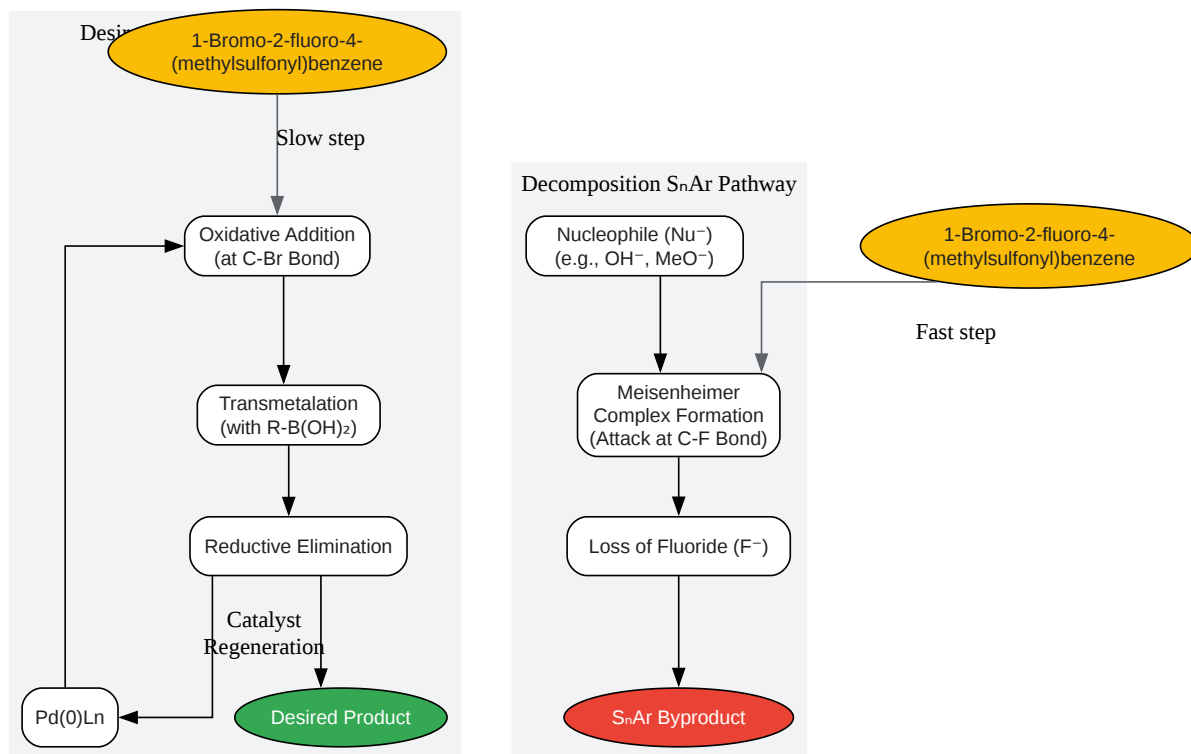 1-Bromo-2-fluoro-4-
(methylsulfonyl)benzene
Slow step
Oxidative Addition
(at C-Br Bond)
Transmetalation
(with R-B(OH)₂)
Reductive Elimination
Catalyst
Regeneration
Pd(0)Ln
Desired Product
Decomposition SₙAr Pathway
Nucleophile (Nu⁻)
(e.g., OH⁻, MeO⁻)
1-Bromo-2-fluoro-4-
(methylsulfonyl)benzene
Fast step
Meisenheimer
Complex Formation
(Attack at C-F Bond)
Loss of Fluoride (F⁻)
SₙAr Byproduct